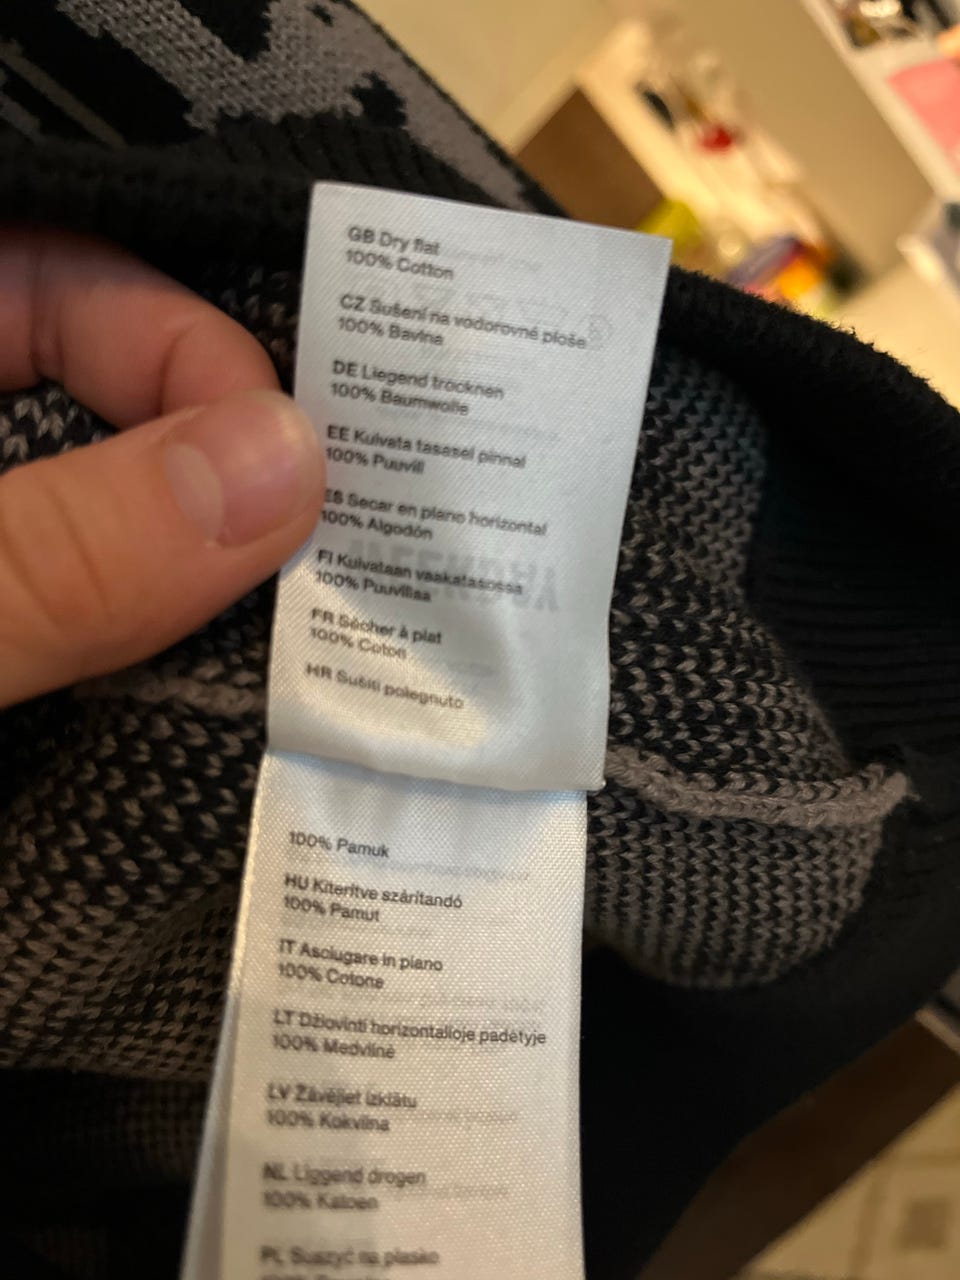 GB Dry flat
100% Cotton
CZ Sušení na vodorovné ploše
100% Bavlna
DE Liegend trocknen
100% Baumwolle
EE Kuivata tasasel pinnal
100% Puuvill
ES Secar en plano horizontal
100% Algodón
FI Kuivataan vaakatasossa
100% Puuvillaa
FR Sécher à plat
100% Coton
HR Sušiti polegnuto
100% Pamuk
HU Kiterítve szárítandó
100% Pamut
IT Asciugare in piano
100% Cotone
LT Džiovinti horizontalioje padėtyje
100% Medvilnė
LV Žāvējiet izklātu
100% Kokvilna
NL Liggend drogen
100% Katoen
PL Suszyć na płasko